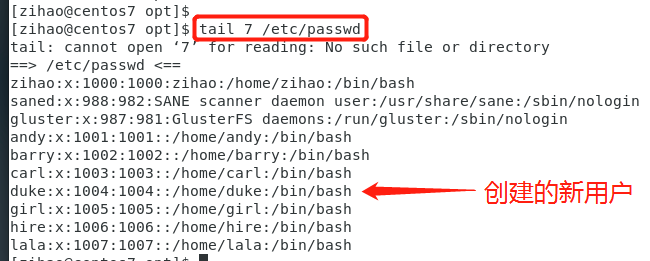 [zihao@centos7 opt]$
[zihao@centos7 opt]$ tail 7 /etc/passwd
tail: cannot open ‘7’ for reading: No such file or directory
==> /etc/passwd <==
zihao:x:1000:1000:zihao:/home/zihao:/bin/bash
saned:x:988:982:SANE scanner daemon user:/usr/share/sane:/sbin/nologin
gluster:x:987:981:GlusterFS daemons:/run/gluster:/sbin/nologin
andy:x:1001:1001::/home/andy:/bin/bash
barry:x:1002:1002::/home/barry:/bin/bash
carl:x:1003:1003::/home/carl:/bin/bash
duke:x:1004:1004::/home/duke:/bin/bash 创建的新用户
girl:x:1005:1005::/home/girl:/bin/bash
hire:x:1006:1006::/home/hire:/bin/bash
lala:x:1007:1007::/home/lala:/bin/bash
[zihao@centos7 opt]$